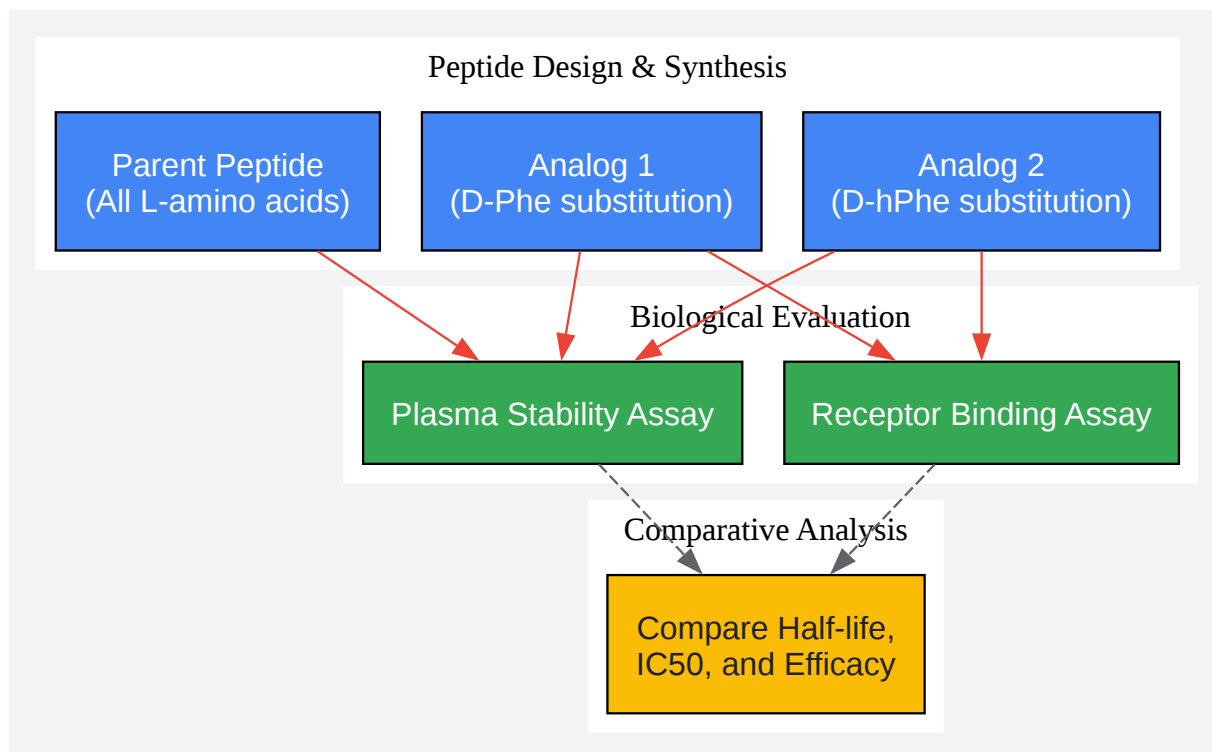 Peptide Design & Synthesis
Parent Peptide
(All L-amino acids)
Analog 1
(D-Phe substitution)
Analog 2
(D-hPhe substitution)
Biological Evaluation
Plasma Stability Assay
Receptor Binding Assay
Comparative Analysis
Compare Half-life,
IC50, and Efficacy